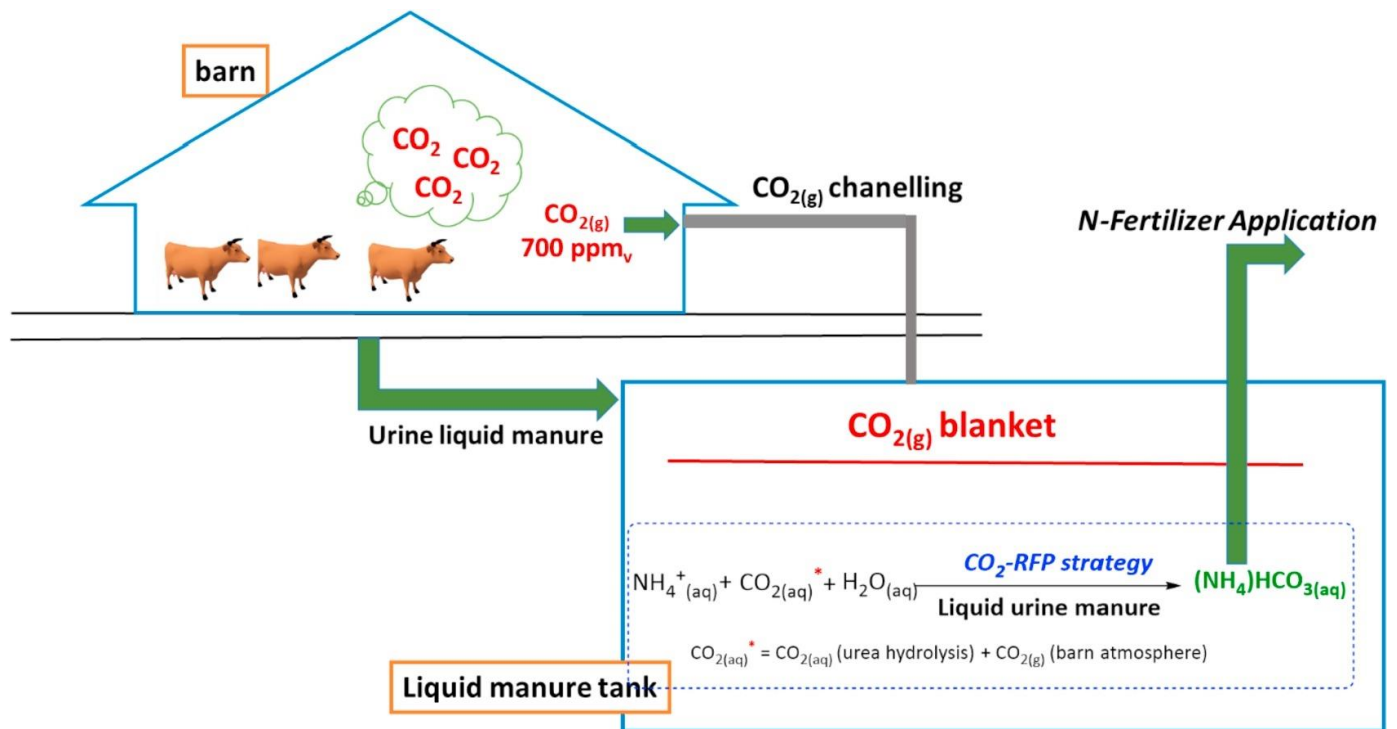 barn
CO₂
CO₂
CO₂
CO₂(g)
700 ppmᵥ
CO₂(g) chanelling
N-Fertilizer Application
Urine liquid manure
CO₂(g) blanket
NH₄⁺(aq) + CO₂(aq)* + H₂O(aq) CO₂-RFP strategy Liquid urine manure (NH₄)HCO₃(aq)
CO₂(aq)* = CO₂(aq) (urea hydrolysis) + CO₂(g) (barn atmosphere)
Liquid manure tank